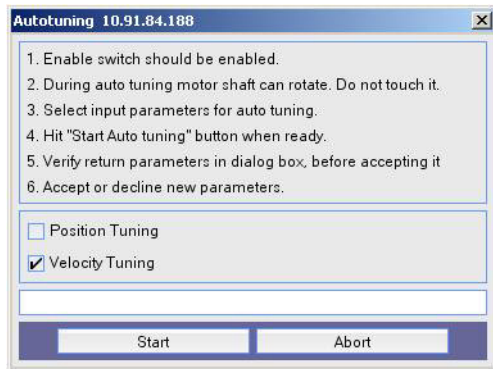 Autotuning 10.91.84.188
1. Enable switch should be enabled.
2. During auto tuning motor shaft can rotate. Do not touch it.
3. Select input parameters for auto tuning.
4. Hit "Start Auto tuning" button when ready.
5. Verify return parameters in dialog box, before accepting it
6. Accept or decline new parameters.
Position Tuning
Velocity Tuning
Start Abort